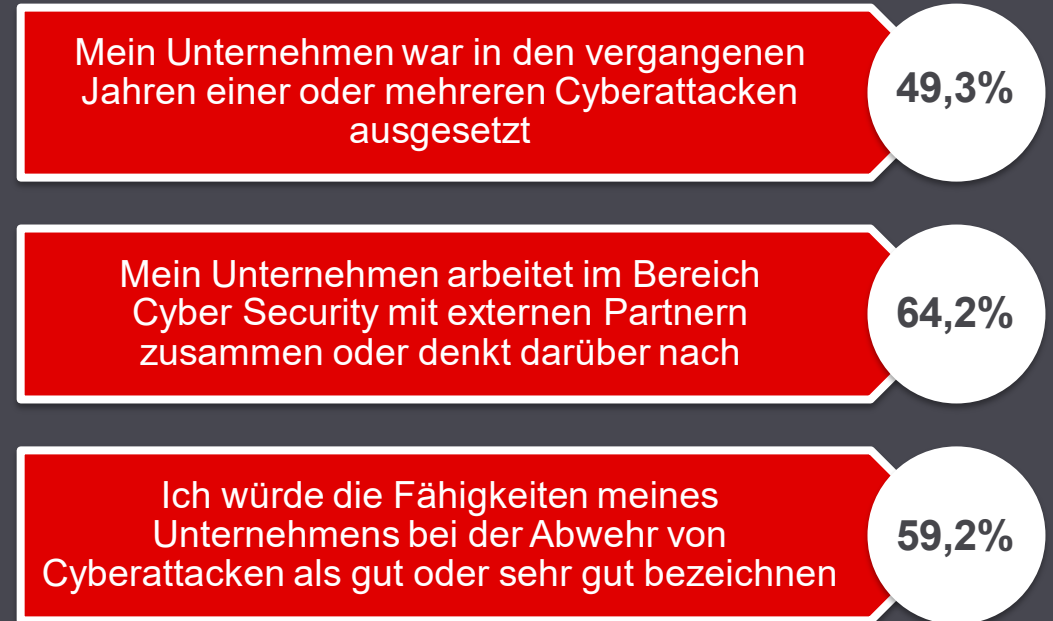 Mein Unternehmen war in den vergangenen
Jahren einer oder mehreren Cyberattacken
ausgesetzt
49,3%
Mein Unternehmen arbeitet im Bereich
Cyber Security mit externen Partnern
zusammen oder denkt darüber nach
64,2%
Ich würde die Fähigkeiten meines
Unternehmens bei der Abwehr von
Cyberattacken als gut oder sehr gut bezeichnen
59,2%